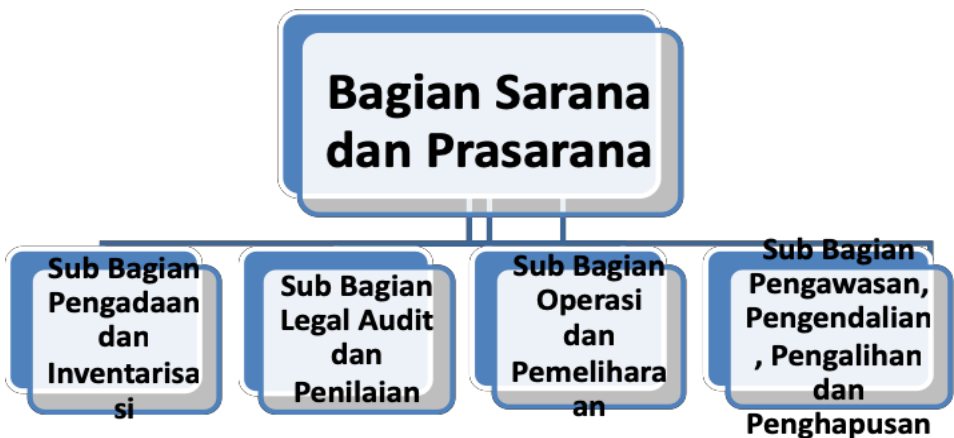 Bagian Sarana
dan Prasarana
Sub Bagian
Pengadaan
dan
Inventarisa
si
Sub Bagian
Legal Audit
dan
Penilaian
Sub Bagian
Operasi
dan
Pemelihara
an
Sub Bagian
Pengawasan,
Pengendalian
, Pengalihan
dan
Penghapusan